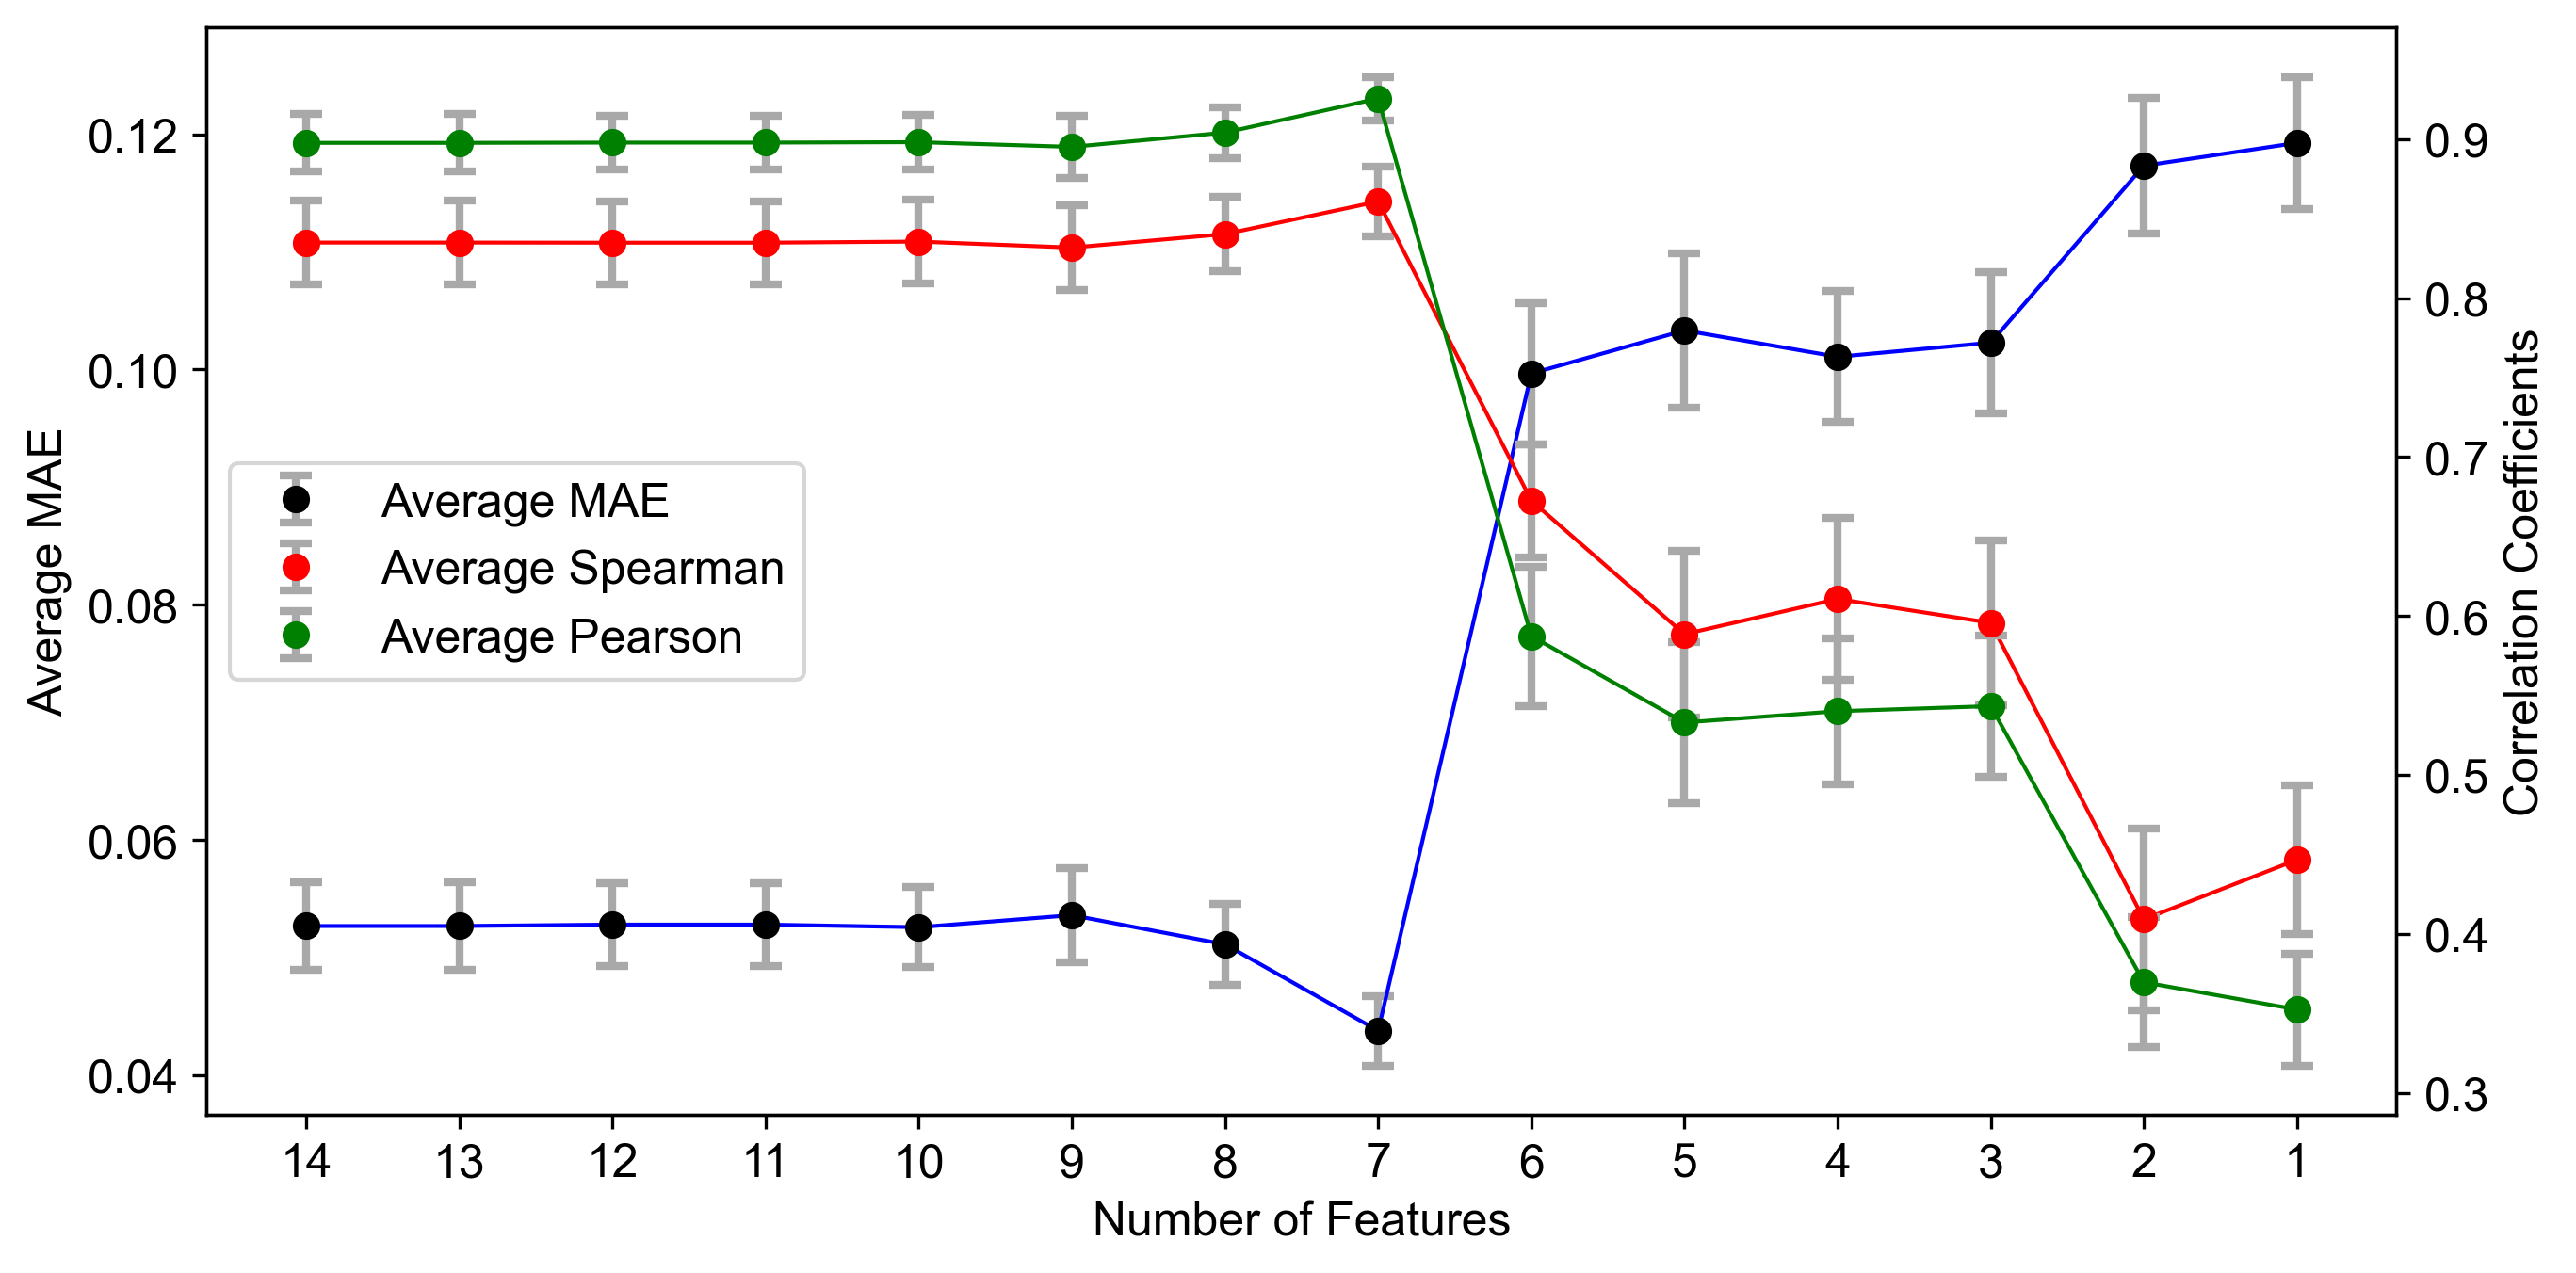 Average MAE
0.12
0.10
0.08
0.06
0.04
Average MAE
Average Spearman
Average Pearson
0.9
0.8
0.7
0.6
0.5
0.4
0.3
Correlation Coefficients
14 13 12 11 10 9 8 7 6 5 4 3 2 1
Number of Features